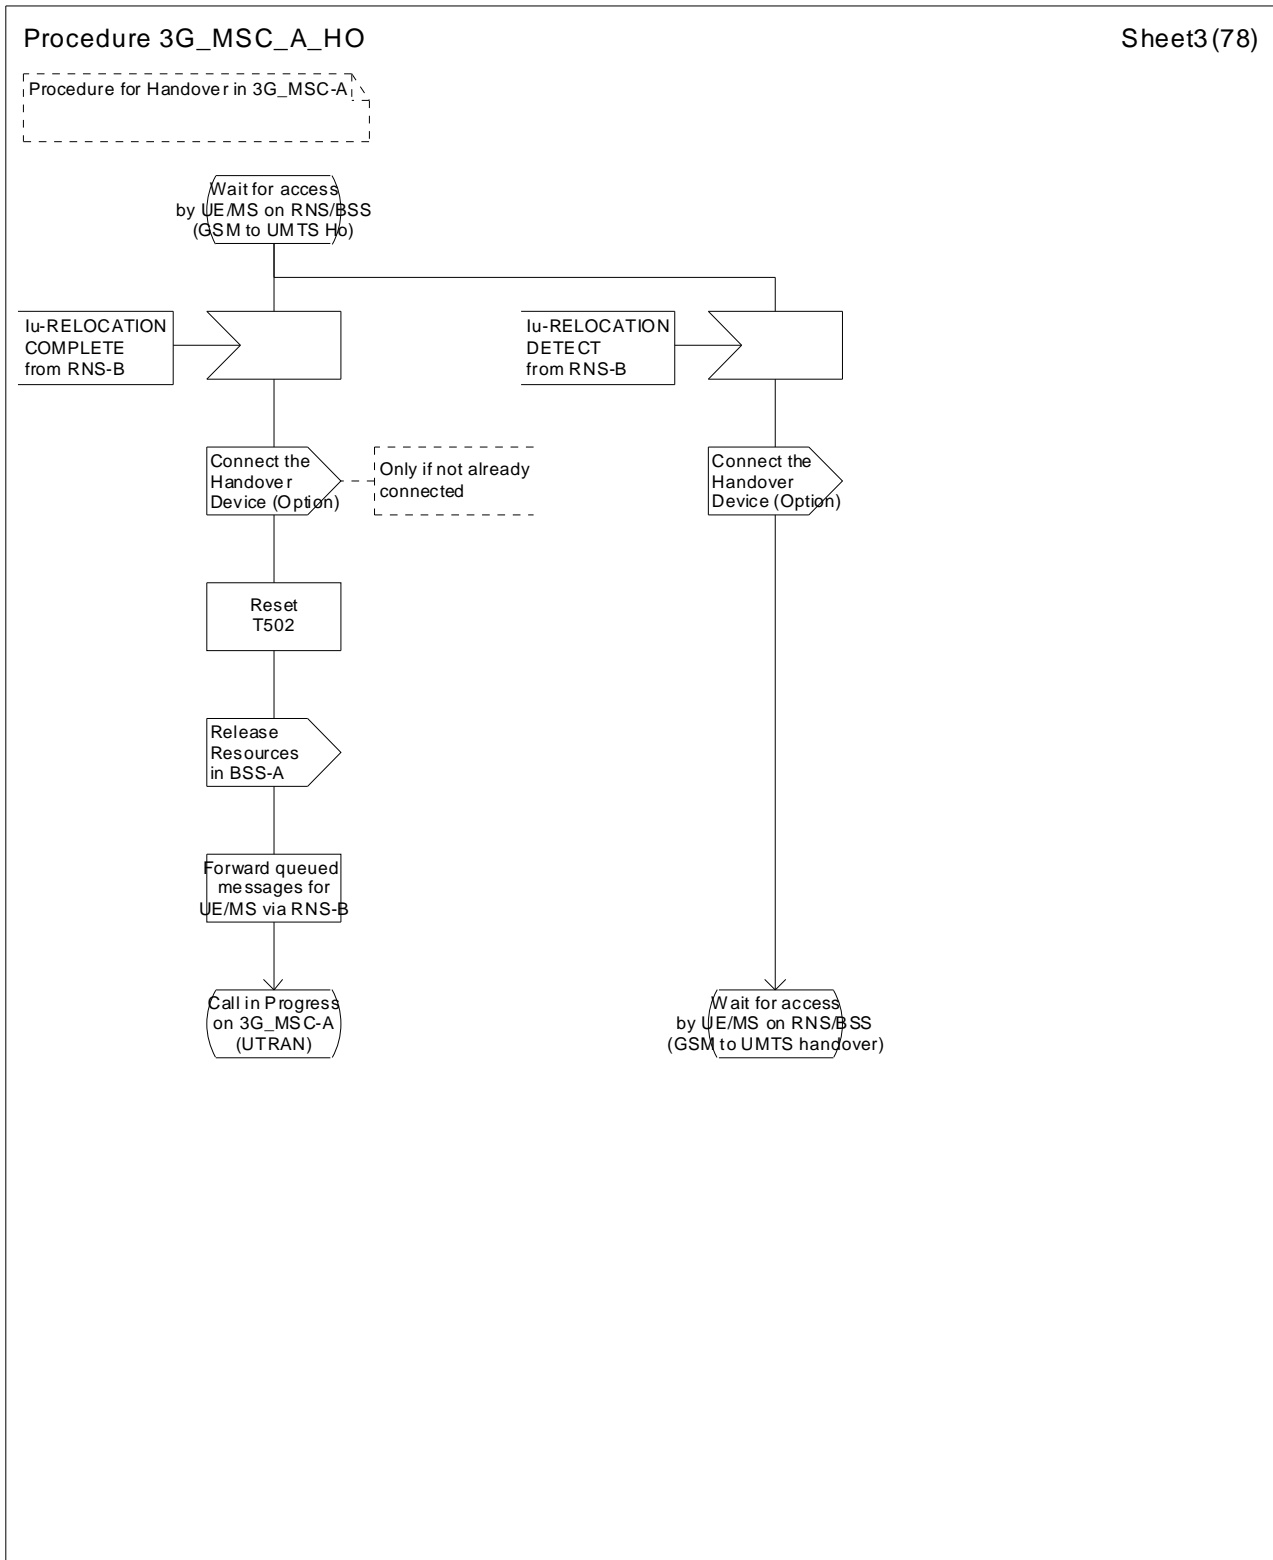 Procedure 3G_MSC_A_HO
Sheet3(78)
Procedure for Handover in 3G_MSC-A
Wait for access
by UE/MS on RNS/BSS
(GSM to UMTS Ho)
Iu-RELOCATION
COMPLETE
from RNS-B
Iu-RELOCATION
DETECT
from RNS-B
Connect the
Handover
Device (Option)
Only if not already
connected
Connect the
Handover
Device (Option)
Reset
T502
Release
Resources
in BSS-A
Forward queued
messages for
UE/MS via RNS-B
Call in Progress
on 3G_MSC-A
(UTRAN)
Wait for access
by UE/MS on RNS/BSS
(GSM to UMTS handover)